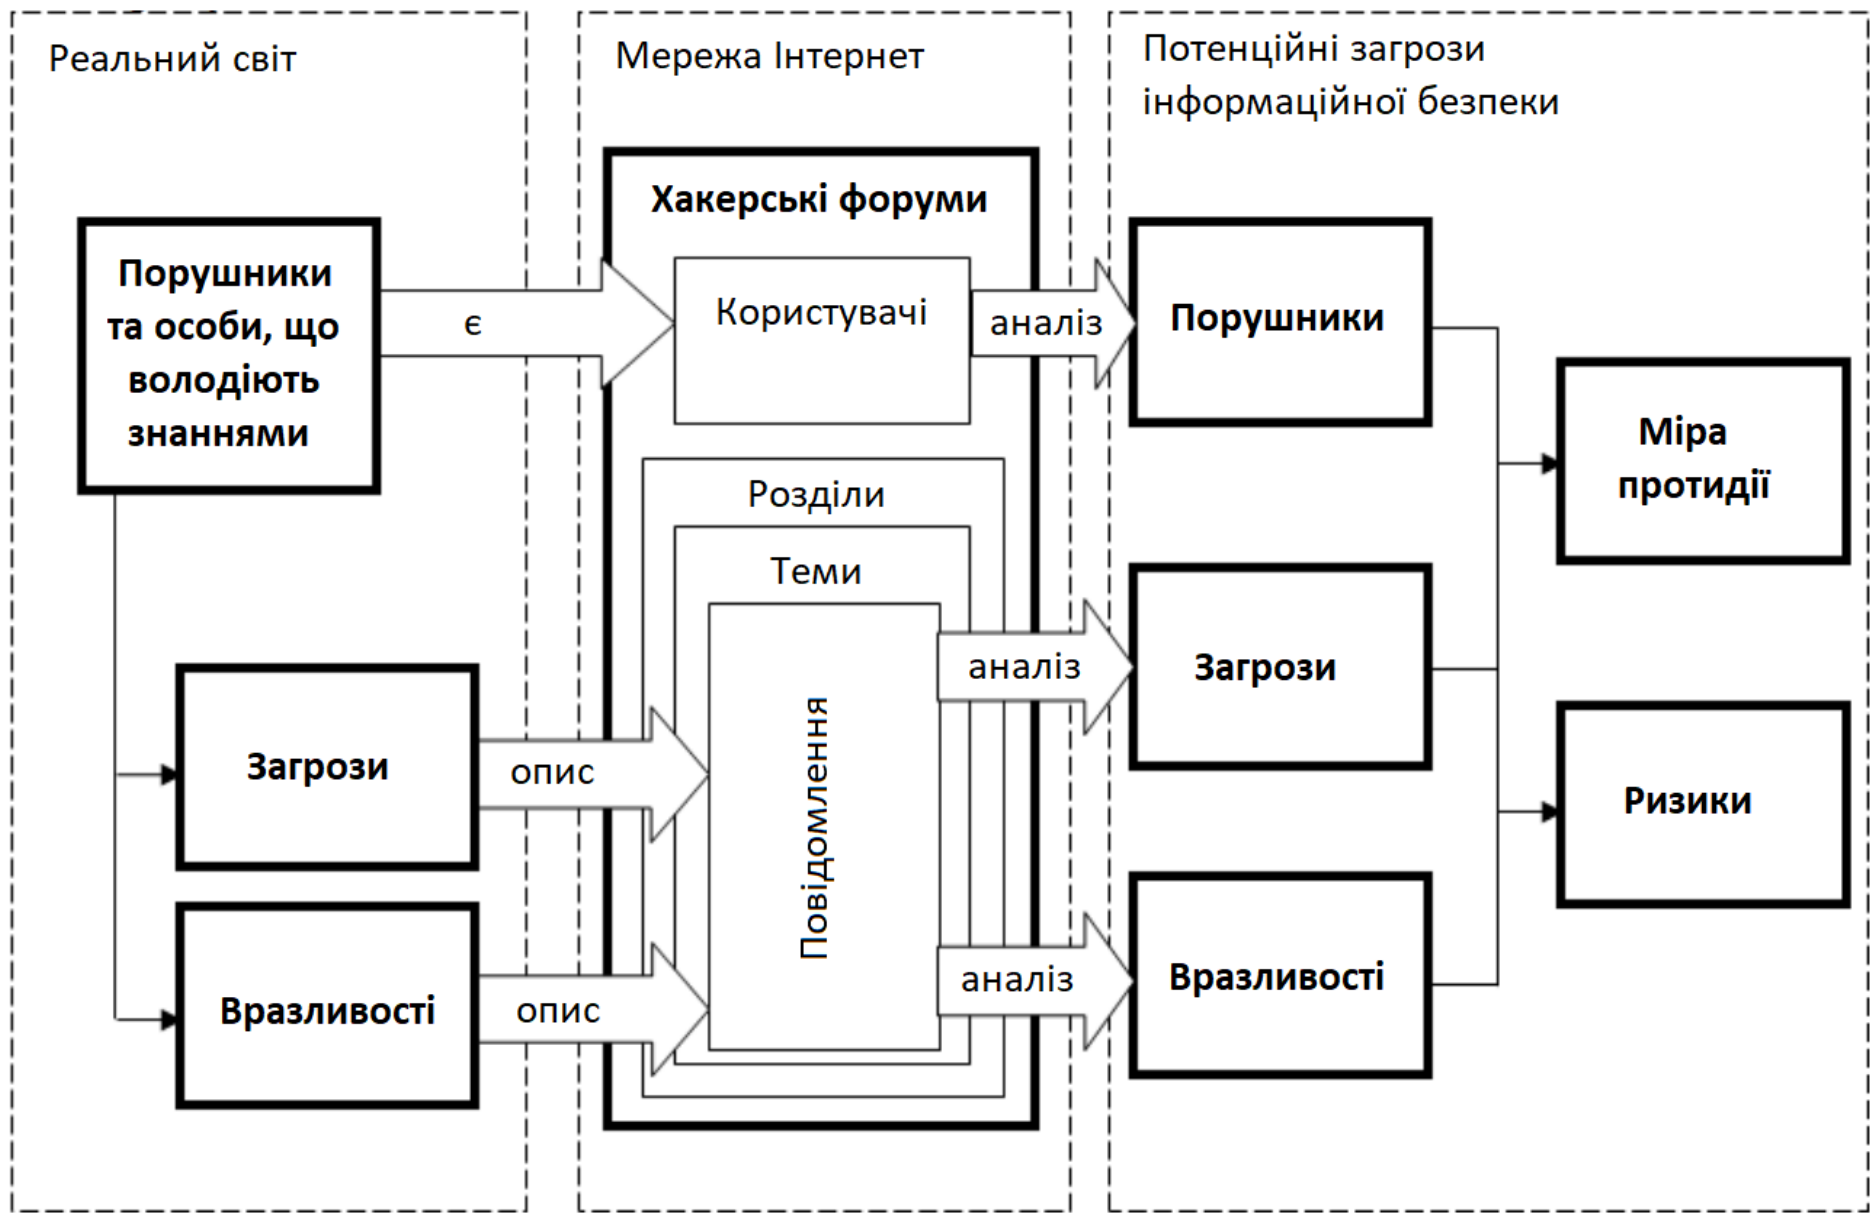 Реальний світ
Порушники
та особи, що
володіють
знаннями
Загрози
Вразливості
є
опис
опис
Мережа Інтернет
Хакерські форуми
Користувачі
Розділи
Теми
Повідомлення
аналіз
аналіз
аналіз
Потенційні загрози
інформаційної безпеки
Порушники
Загрози
Вразливості
Міра
протидії
Ризики